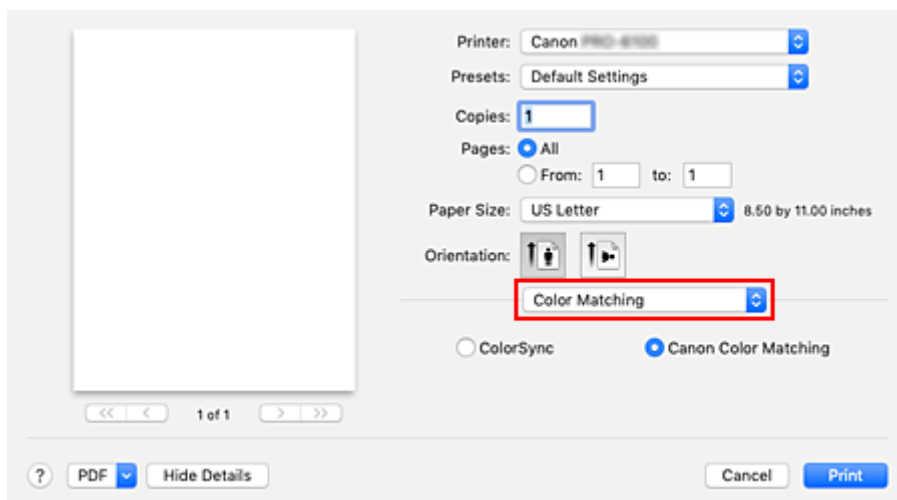 Printer: Canon
Presets: Default Settings
Copies: 1
Pages: All
From: 1 to: 1
Paper Size: US Letter 8.50 by 11.00 inches
Orientation:
Color Matching
ColorSync Canon Color Matching
<< < 1 of 1 > >>
? PDF Hide Details Cancel Print